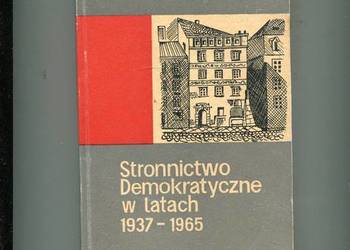 Stronnictwo
Demokratyczne
w latach
1937-1965